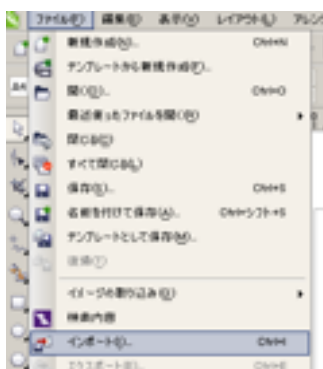 ファイル(F) 編集(E) 表示(V) レイアウト(L) アレン
新規作成(N)... Ctrl+N
テンプレートから新規作成(F)...
開く(O)... Ctrl+O
最近使ったファイルを開く(R)
閉じる(C)
すべて閉じる(L)
保存(S)... Ctrl+S
名前を付けて保存(A)... Ctrl+シフト+S
テンプレートとして保存(M)...
復帰(T)
イメージの取り込み(Q)
検索内容
インポート(I)... Ctrl+I
エクスポート(E)... Ctrl+E